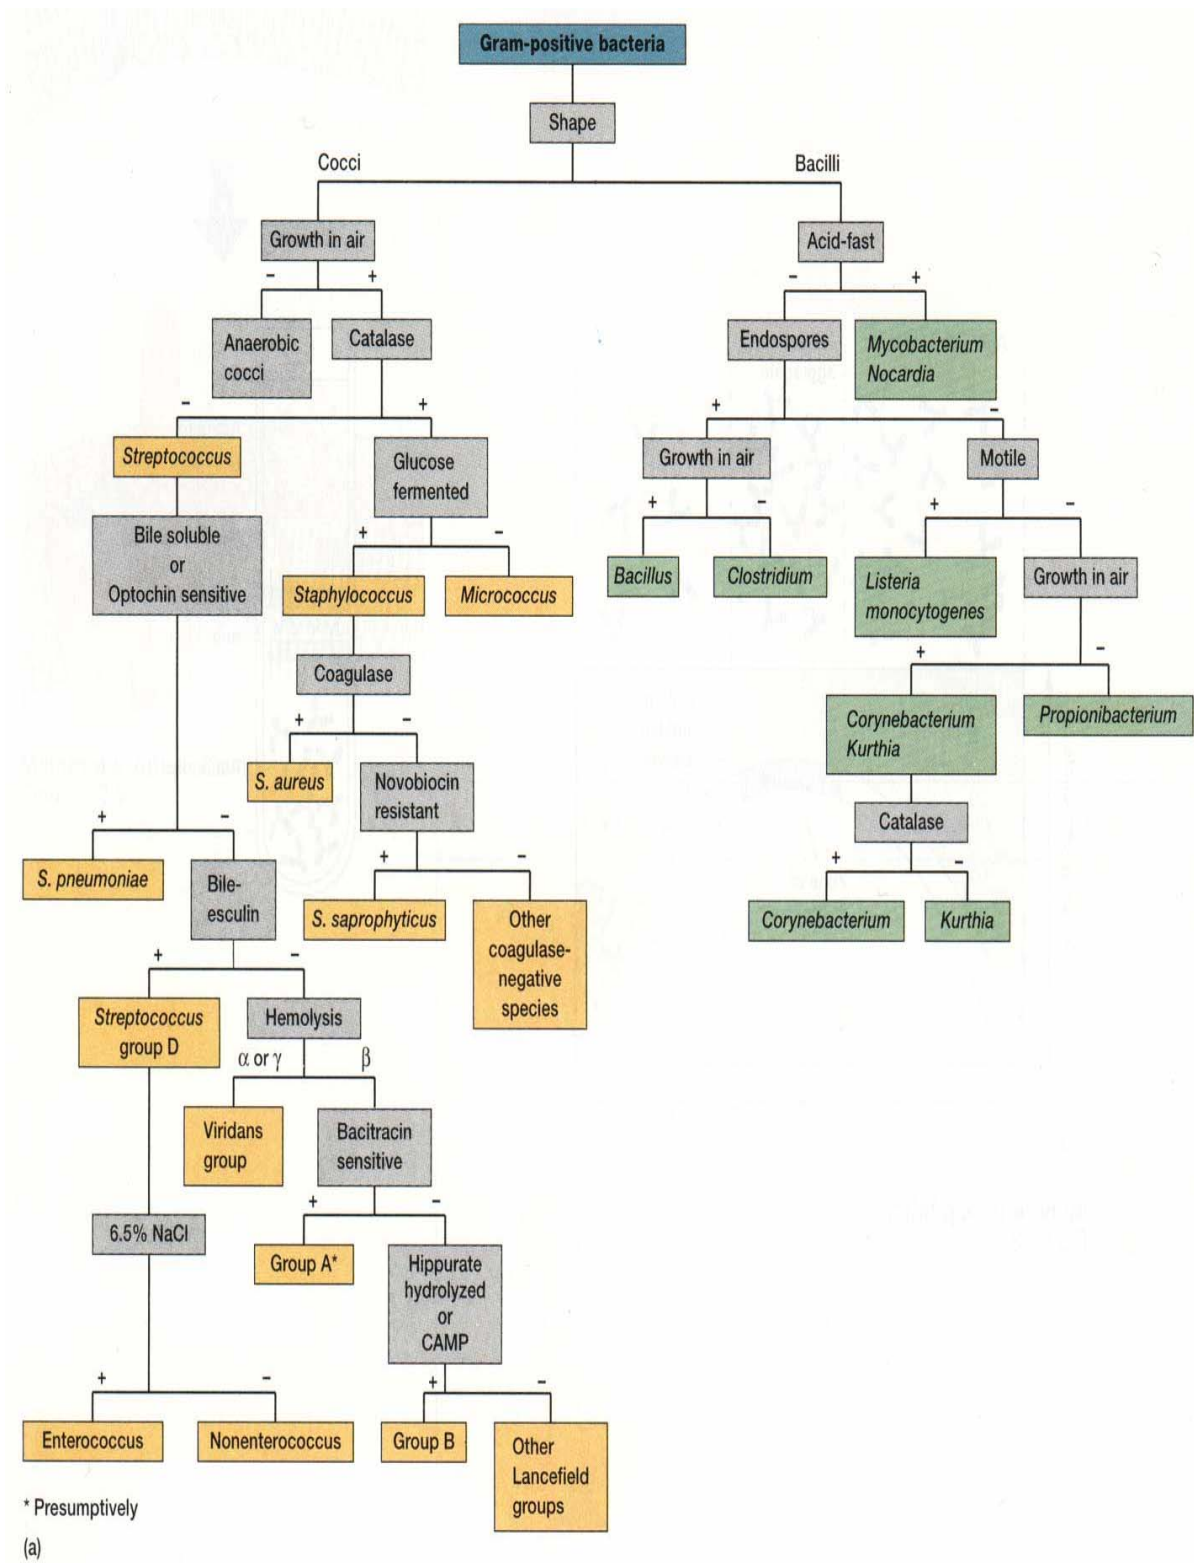 Gram-positive bacteria
Shape
Cocci
Bacilli
Growth in air
Acid-fast
−
+
−
+
Anaerobic
cocci
Catalase
Endospores
Mycobacterium
Nocardia
−
+
+
−
Streptococcus
Glucose
fermented
Growth in air
Motile
Bile soluble
or
Optochin sensitive
+
−
+
−
+
−
Staphylococcus
Micrococcus
Bacillus
Clostridium
Listeria
monocytogenes
Growth in air
Coagulase
+
−
+
−
Corynebacterium
Kurthia
Propionibacterium
S. aureus
Novobiocin
resistant
Catalase
+
−
+
−
+
−
S. pneumoniae
Bile-
esculin
S. saprophyticus
Other
coagulase-
negative
species
Corynebacterium
Kurthia
+
−
Streptococcus
group D
Hemolysis
α or γ
β
Viridans
group
Bacitracin
sensitive
+
−
6.5% NaCl
Group A*
Hippurate
hydrolyzed
or
CAMP
+
−
+
−
Enterococcus
Nonenterococcus
Group B
Other
Lancefield
groups
* Presumptively
(a)